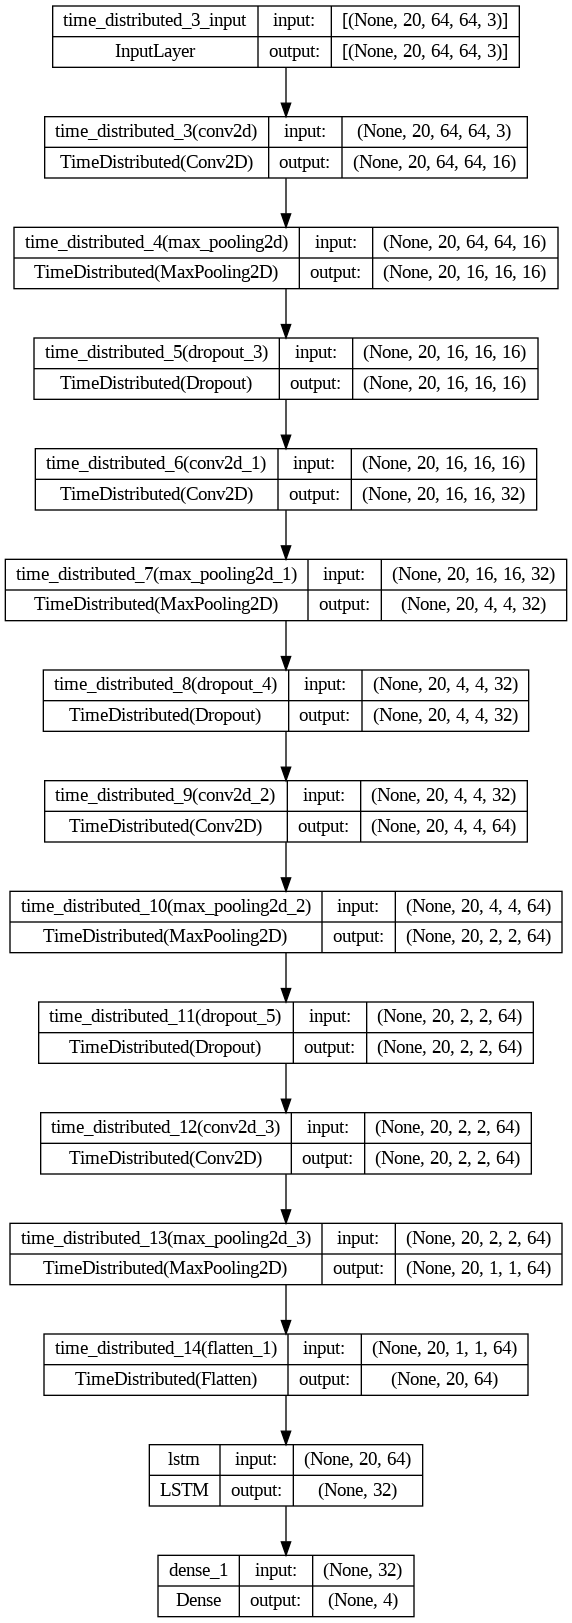 time_distributed_3_input input: [(None, 20, 64, 64, 3)]
InputLayer output: [(None, 20, 64, 64, 3)]
time_distributed_3(conv2d) input: (None, 20, 64, 64, 3)
TimeDistributed(Conv2D) output: (None, 20, 64, 64, 16)
time_distributed_4(max_pooling2d) input: (None, 20, 64, 64, 16)
TimeDistributed(MaxPooling2D) output: (None, 20, 16, 16, 16)
time_distributed_5(dropout_3) input: (None, 20, 16, 16, 16)
TimeDistributed(Dropout) output: (None, 20, 16, 16, 16)
time_distributed_6(conv2d_1) input: (None, 20, 16, 16, 16)
TimeDistributed(Conv2D) output: (None, 20, 16, 16, 32)
time_distributed_7(max_pooling2d_1) input: (None, 20, 16, 16, 32)
TimeDistributed(MaxPooling2D) output: (None, 20, 4, 4, 32)
time_distributed_8(dropout_4) input: (None, 20, 4, 4, 32)
TimeDistributed(Dropout) output: (None, 20, 4, 4, 32)
time_distributed_9(conv2d_2) input: (None, 20, 4, 4, 32)
TimeDistributed(Conv2D) output: (None, 20, 4, 4, 64)
time_distributed_10(max_pooling2d_2) input: (None, 20, 4, 4, 64)
TimeDistributed(MaxPooling2D) output: (None, 20, 2, 2, 64)
time_distributed_11(dropout_5) input: (None, 20, 2, 2, 64)
TimeDistributed(Dropout) output: (None, 20, 2, 2, 64)
time_distributed_12(conv2d_3) input: (None, 20, 2, 2, 64)
TimeDistributed(Conv2D) output: (None, 20, 2, 2, 64)
time_distributed_13(max_pooling2d_3) input: (None, 20, 2, 2, 64)
TimeDistributed(MaxPooling2D) output: (None, 20, 1, 1, 64)
time_distributed_14(flatten_1) input: (None, 20, 1, 1, 64)
TimeDistributed(Flatten) output: (None, 20, 64)
lstm input: (None, 20, 64)
LSTM output: (None, 32)
dense_1 input: (None, 32)
Dense output: (None, 4)